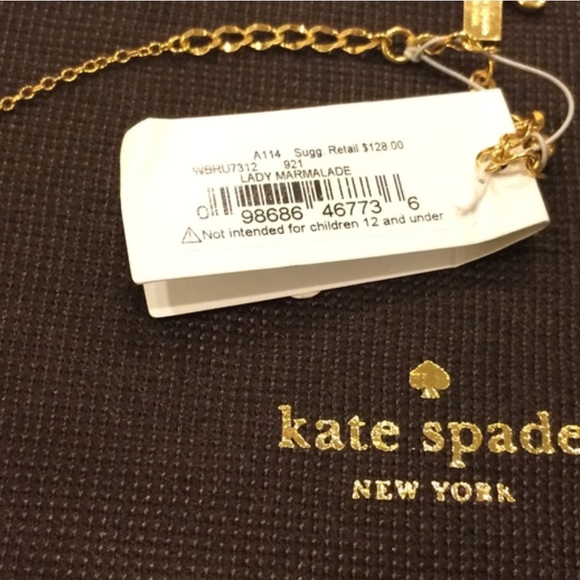 A114 Sugg. Retail $128.00
WBRU7312 921
LADY MARMALADE
0 98686 46773 6
⚠Not intended for children 12 and under
kate spade
NEW YORK